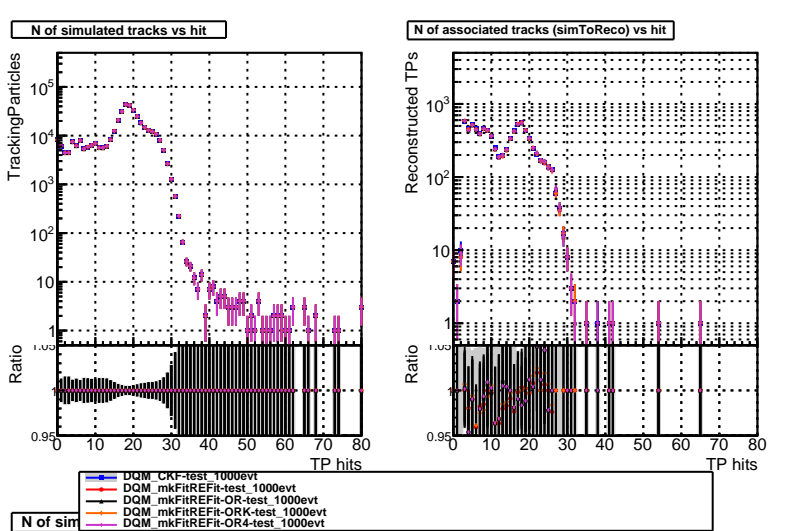 N of simulated tracks vs hit
N of associated tracks (simToReco) vs hit
TrackingParticles
10^5
10^4
10^3
10^2
10
1
Ratio
1.05
1
0.95
0 10 20 30 40 50 60 70 80
TP hits
Reconstructed TPs
10^3
10^2
10
1
Ratio
1.05
1
0.95
0 10 20 30 40 50 60 70 80
TP hits
DQM_CKF-test_1000evt
DQM_mkFitREFit-test_1000evt
DQM_mkFitREFit-OR-test_1000evt
DQM_mkFitREFit-ORK-test_1000evt
DQM_mkFitREFit-OR4-test_1000evt
N of sim